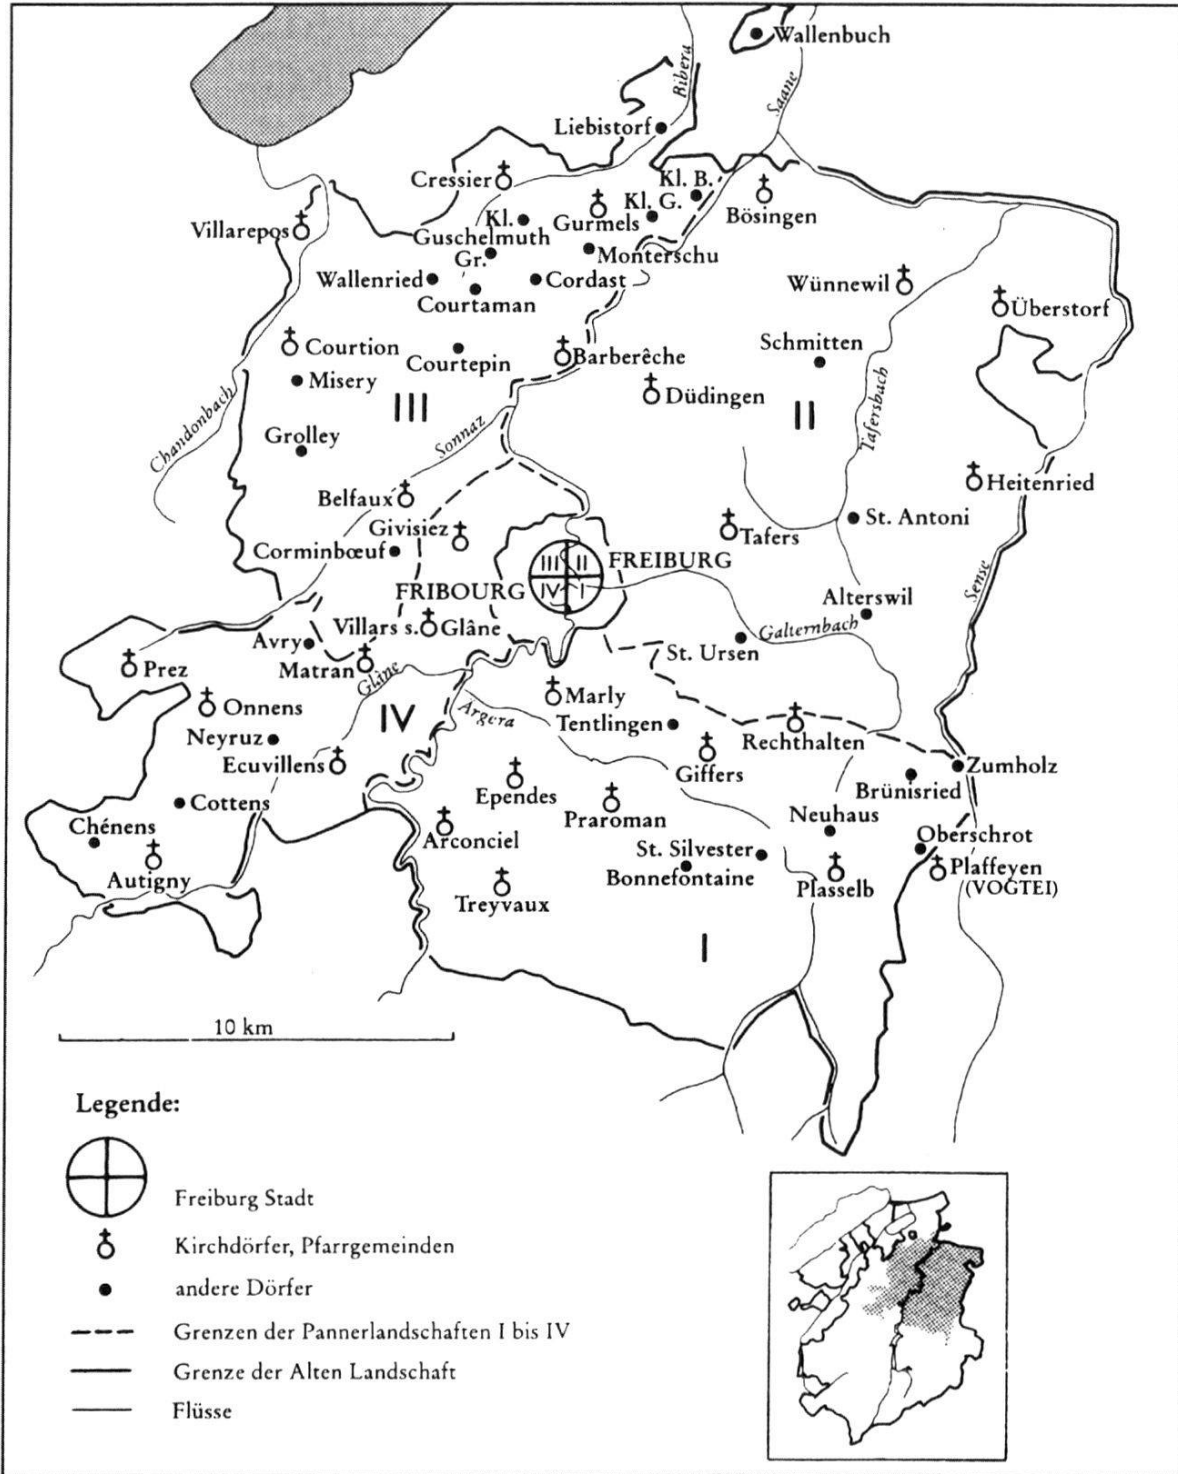 Wallenbuch
Ribera
Saane
Liebistorf
Cressier
Kl. B.
Kl. G.
Bösingen
Villarepos
Kl.
Gurmels
Guschelmuth
Gr.
Monterschu
Wallenried
Cordast
Courtaman
Wünnewil
Überstorf
Courtion
Courtepin
Barberêche
Schmitten
Misery
Düdingen
III
II
Tafersbach
Chandonbach
Grolley
Sonnaz
Belfaux
Heitenried
Givisiez
Tafers
St. Antoni
Corminbœuf
III II
FREIBURG
FRIBOURG
IV I
Sense
Alterswil
Villars s. Glâne
Galternbach
Avry
St. Ursen
Matran
Prez
Glâne
Onnens
IV
Ärgera
Marly
Tentlingen
Neyruz
Rechthalten
Ecuvillens
Giffers
Zumholz
Ependes
Brünisried
Cottens
Praroman
Neuhaus
Chénens
Arconciel
Oberschrot
St. Silvester
Plaffeyen
(VOGTEI)
Autigny
Bonnefontaine
Plasselb
Treyvaux
I
10 km
Legende:
Freiburg Stadt
Kirchdörfer, Pfarrgemeinden
andere Dörfer
Grenzen der Pannerlandschaften I bis IV
Grenze der Alten Landschaft
Flüsse